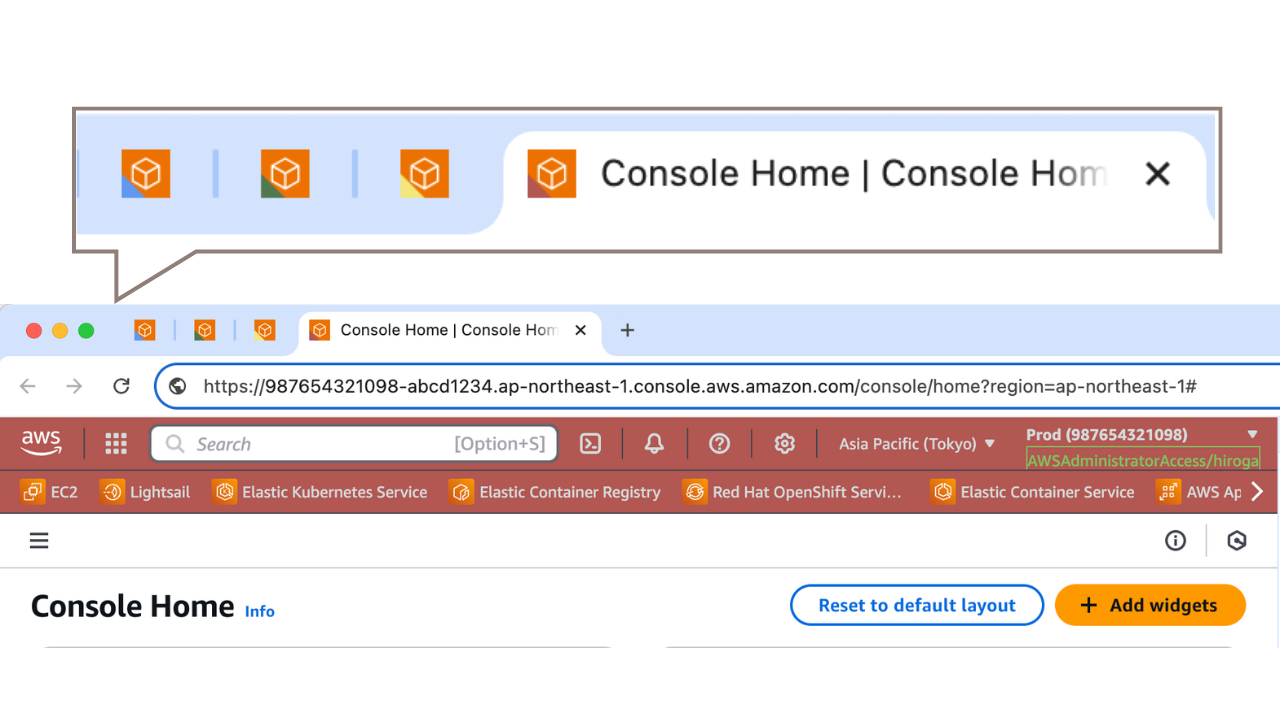 Console Home | Console Hom
Console Home | Console Hom
https://987654321098-abcd1234.ap-northeast-1.console.aws.amazon.com/console/home?region=ap-northeast-1#
aws
Search [Option+S]
Asia Pacific (Tokyo)
Prod (987654321098)
AWSAdministratorAccess/hiroga
EC2 Lightsail Elastic Kubernetes Service Elastic Container Registry Red Hat OpenShift Servi... Elastic Container Service AWS Ap
Console Home Info
Reset to default layout
+ Add widgets